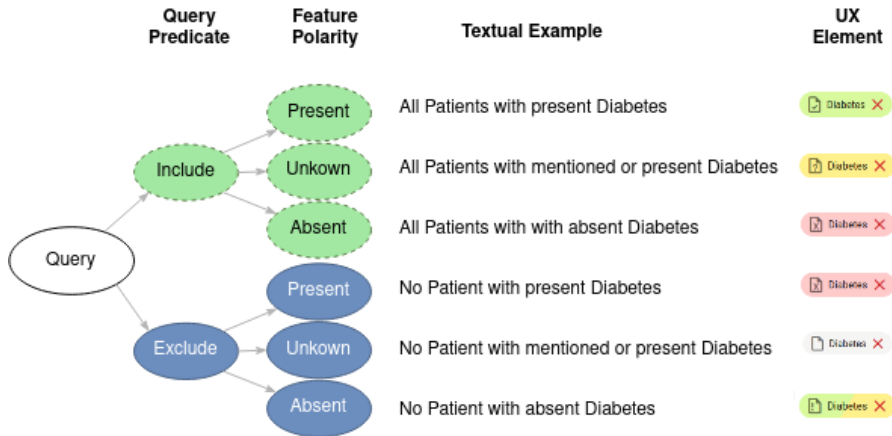 Query Predicate
Feature Polarity
Textual Example
UX Element
Query
Include
Present
All Patients with present Diabetes
Diabetes
Unkown
All Patients with mentioned or present Diabetes
Diabetes
Absent
All Patients with with absent Diabetes
Diabetes
Exclude
Present
No Patient with present Diabetes
Diabetes
Unkown
No Patient with mentioned or present Diabetes
Diabetes
Absent
No Patient with absent Diabetes
Diabetes